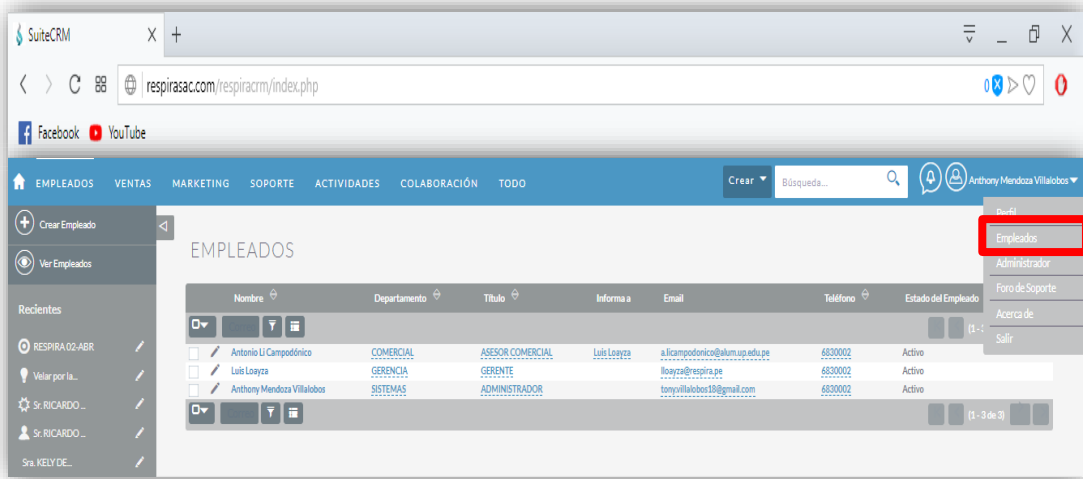 SuiteCRM
respirasac.com/respiracrm/index.php
0
Facebook YouTube
EMPLEADOS VENTAS MARKETING SOPORTE ACTIVIDADES COLABORACIÓN TODO Crear Búsqueda... Anthony Mendoza Villalobos
Perfil
Empleados
Administrador
Foro de Soporte
Acerca de
Salir
Crear Empleado
Ver Empleados
Recientes
RESPIRA 02-ABR
Velar por la...
Sr. RICARDO ...
Sr. RICARDO ...
Sra. KELY DE...
EMPLEADOS
Nombre Departamento Título Informa a Email Teléfono Estado del Empleado
Antonio Li Campodónico COMERCIAL ASESOR COMERCIAL Luis Loayza a.licampodonico@alum.up.edu.pe 6830002 Activo
Luis Loayza GERENCIA GERENTE lloayza@respira.pe 6830002 Activo
Anthony Mendoza Villalobos SISTEMAS ADMINISTRADOR tony.villalobos18@gmail.com 6830002 Activo
(1 - 3 de 3)